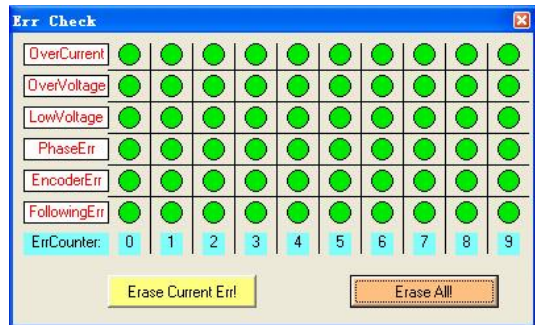 Err Check
OverCurrent
OverVoltage
LowVoltage
PhaseErr
EncoderErr
FollowingErr
ErrCounter: 0 1 2 3 4 5 6 7 8 9
Erase Current Err! Erase All!